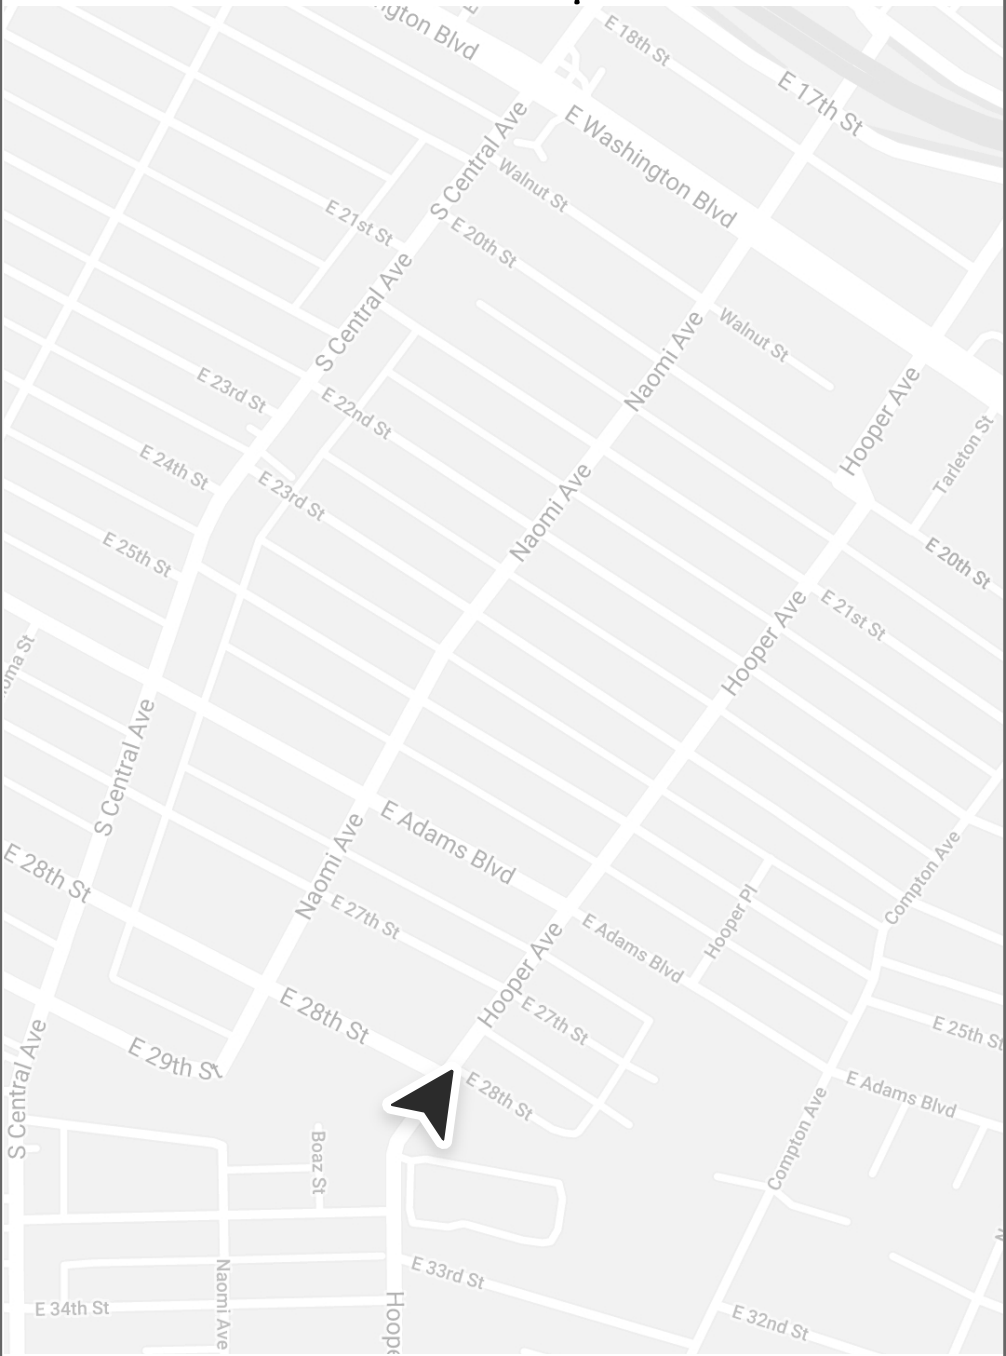 E 18th St
E 17th St
E Washington Blvd
S Central Ave
Walnut St
E 21st St
E 20th St
S Central Ave
Naomi Ave
Walnut St
E 23rd St
E 22nd St
Hooper Ave
Tarleton St
E 24th St
E 23rd St
Naomi Ave
E 25th St
E 20th St
E 21st St
Hooper Ave
S Central Ave
E Adams Blvd
E 28th St
Naomi Ave
E 27th St
Compton Ave
Hooper Pl
E Adams Blvd
Hooper Ave
E 28th St
E 27th St
E 25th St
E 29th St
S Central Ave
E 28th St
E Adams Blvd
Compton Ave
Boaz St
E 33rd St
Naomi Ave
E 34th St
E 32nd St